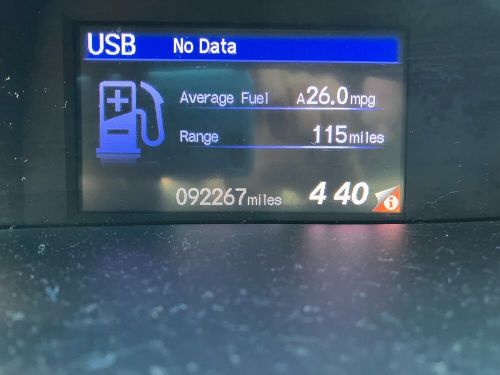 USB No Data
Average Fuel A26.0mpg
Range 115miles
092267miles 4 40
i